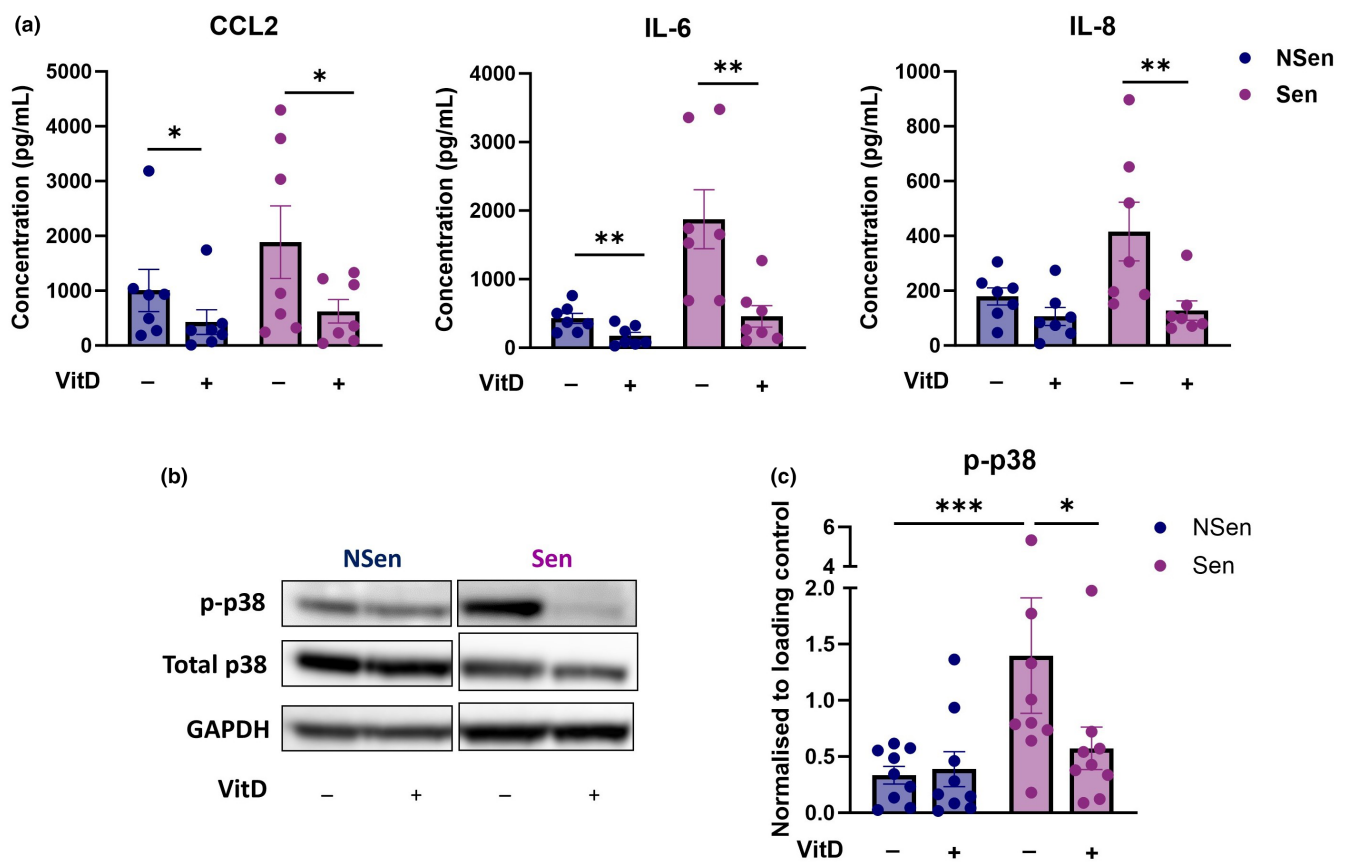 (a)
CCL2
IL-6
IL-8
NSen
Sen
Concentration (pg/mL)
5000
4000
3000
2000
1000
0
*
*
VitD – + – +
Concentration (pg/mL)
4000
3000
2000
1000
0
**
**
VitD – + – +
Concentration (pg/mL)
1000
800
600
400
200
0
**
VitD – + – +
(b)
NSen Sen
p-p38
Total p38
GAPDH
VitD – + – +
(c)
p-p38
Normalised to loading control
6
4
2.0
1.5
1.0
0.5
0.0
***
*
NSen
Sen
VitD – + – +